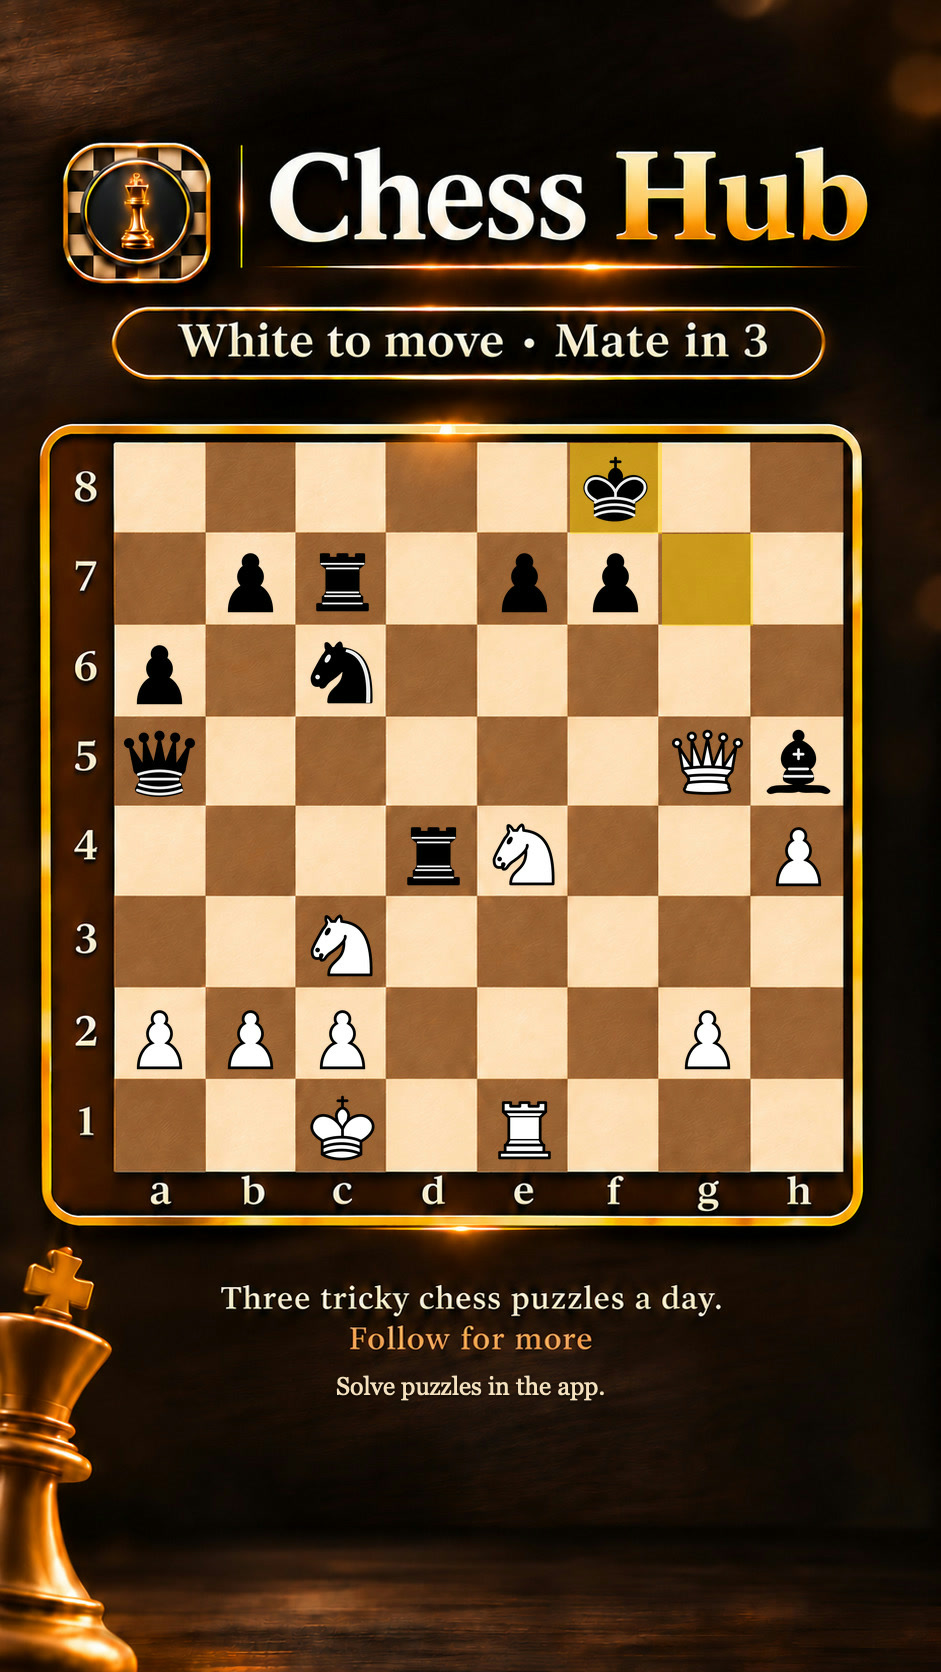 Chess Hub
White to move • Mate in 3
8
7
6
5
4
3
2
1
a b c d e f g h
Three tricky chess puzzles a day.
Follow for more
Solve puzzles in the app.